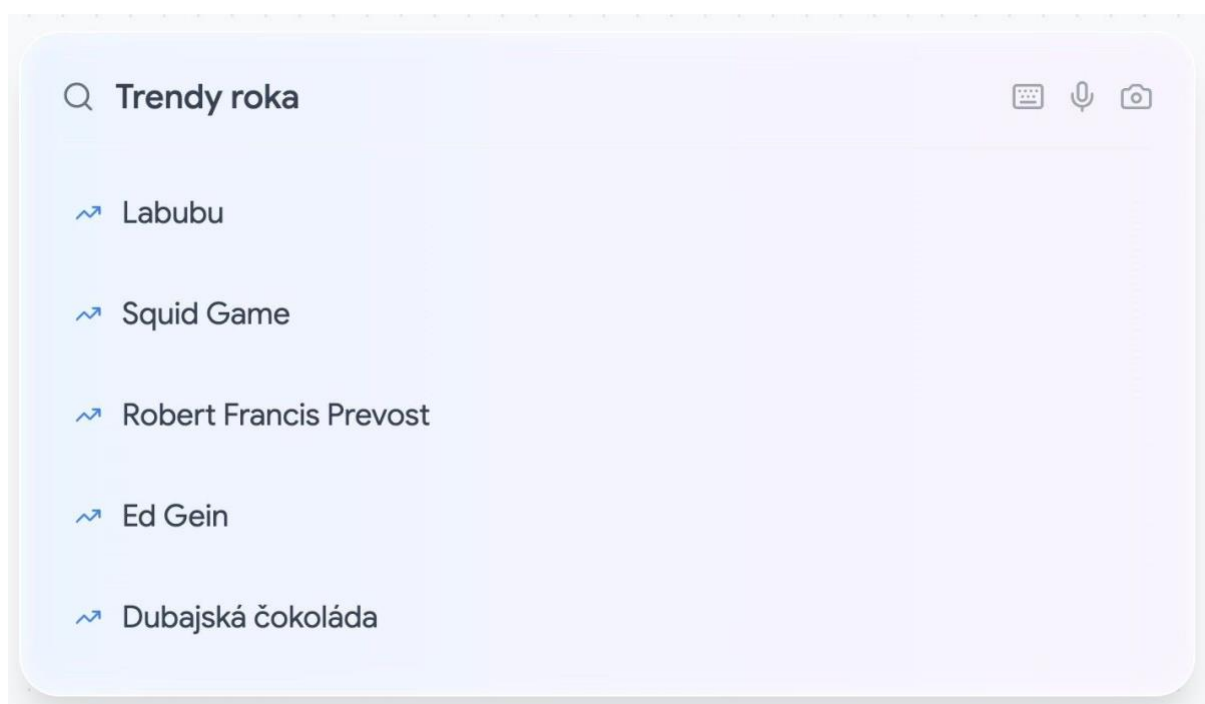 Trendy roka
Labubu
Squid Game
Robert Francis Prevost
Ed Gein
Dubajská čokoláda